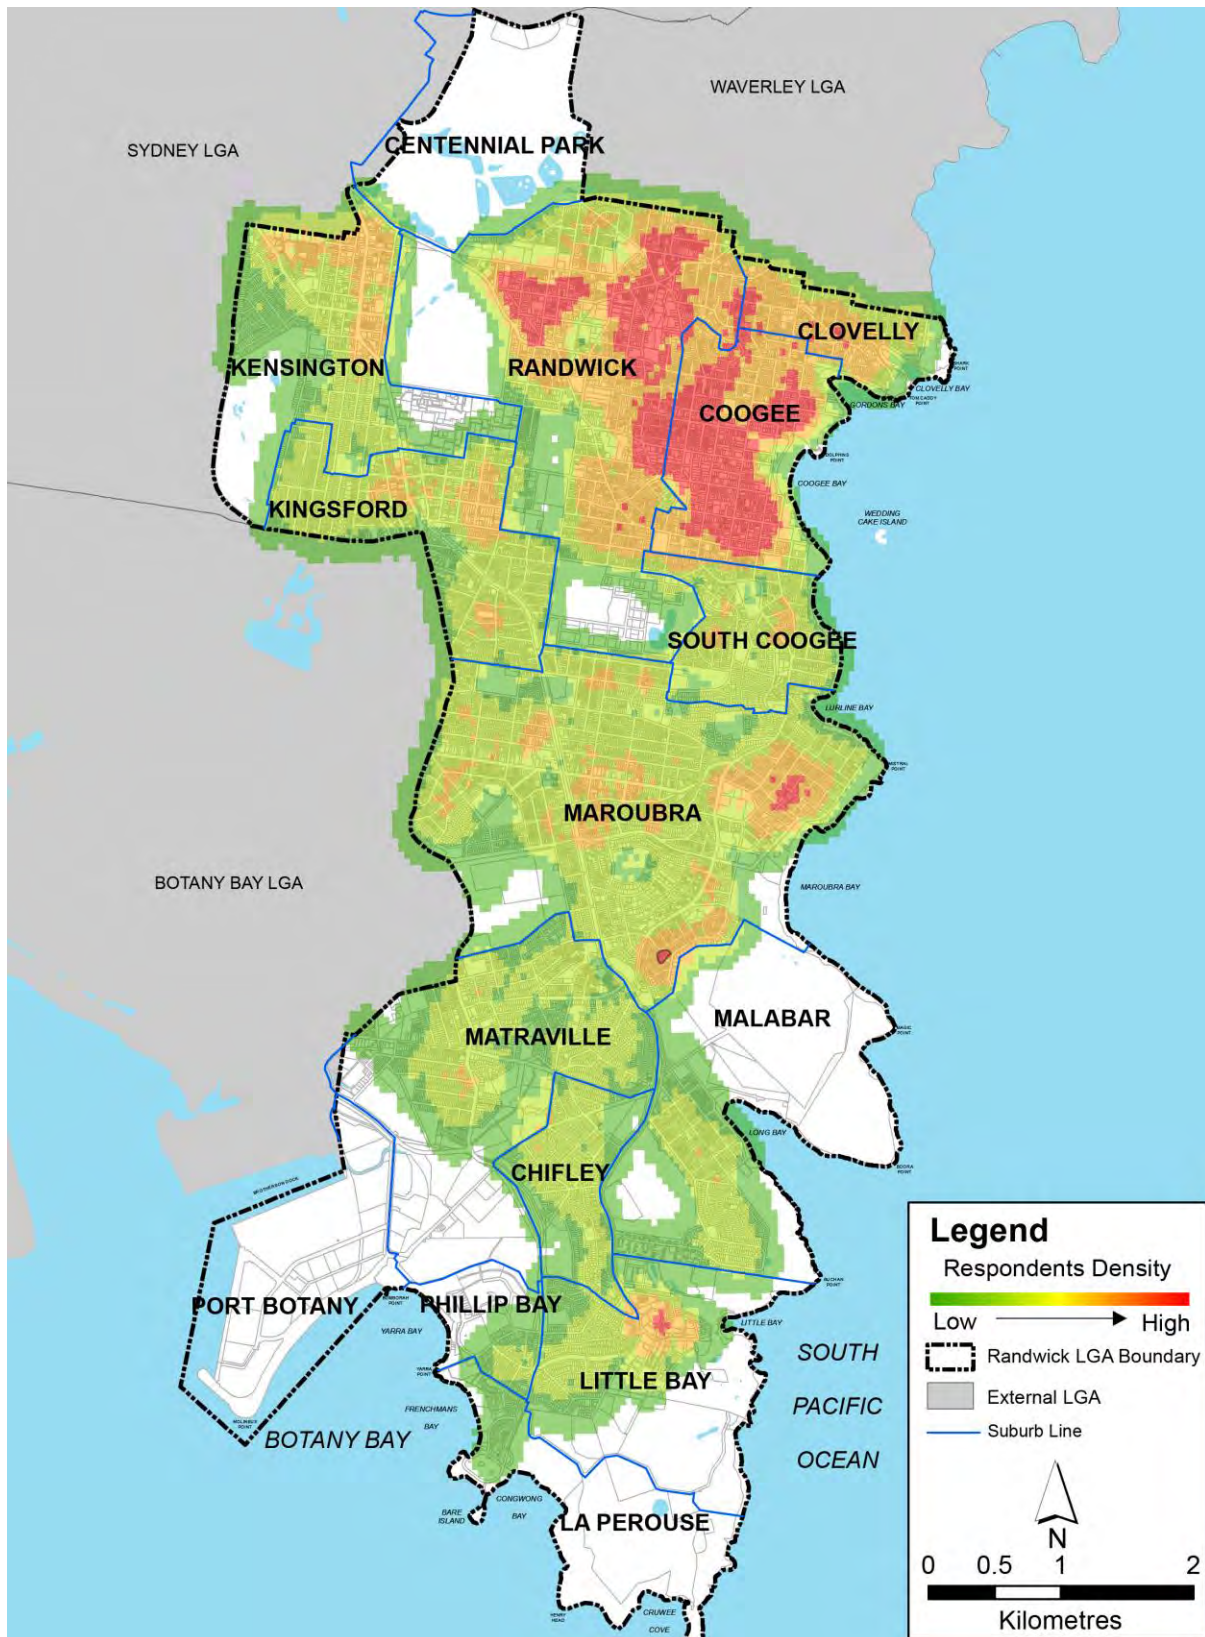 WAVERLEY LGA
SYDNEY LGA
CENTENNIAL PARK
CLOVELLY
KENSINGTON
RANDWICK
CLOVELLY BAY
GORDONS BAY
COOGEE
COOGEE BAY
KINGSFORD
WEDDING
CAKE ISLAND
SOUTH COOGEE
LURLINE BAY
MAROUBRA
BOTANY BAY LGA
MAROUBRA BAY
MALABAR
MATRAVILLE
LONG BAY
CHIFLEY
PORT BOTANY
PHILLIP BAY
YARRA BAY
LITTLE BAY
LITTLE BAY
SOUTH
PACIFIC
OCEAN
FRENCHMANS
BAY
BOTANY BAY
CONGWONG
BAY
BARE
ISLAND
LA PEROUSE
CRUWEE
COVE
Legend
Respondents Density
Low
High
Randwick LGA Boundary
External LGA
Suburb Line
N
0 0.5 1 2
Kilometres